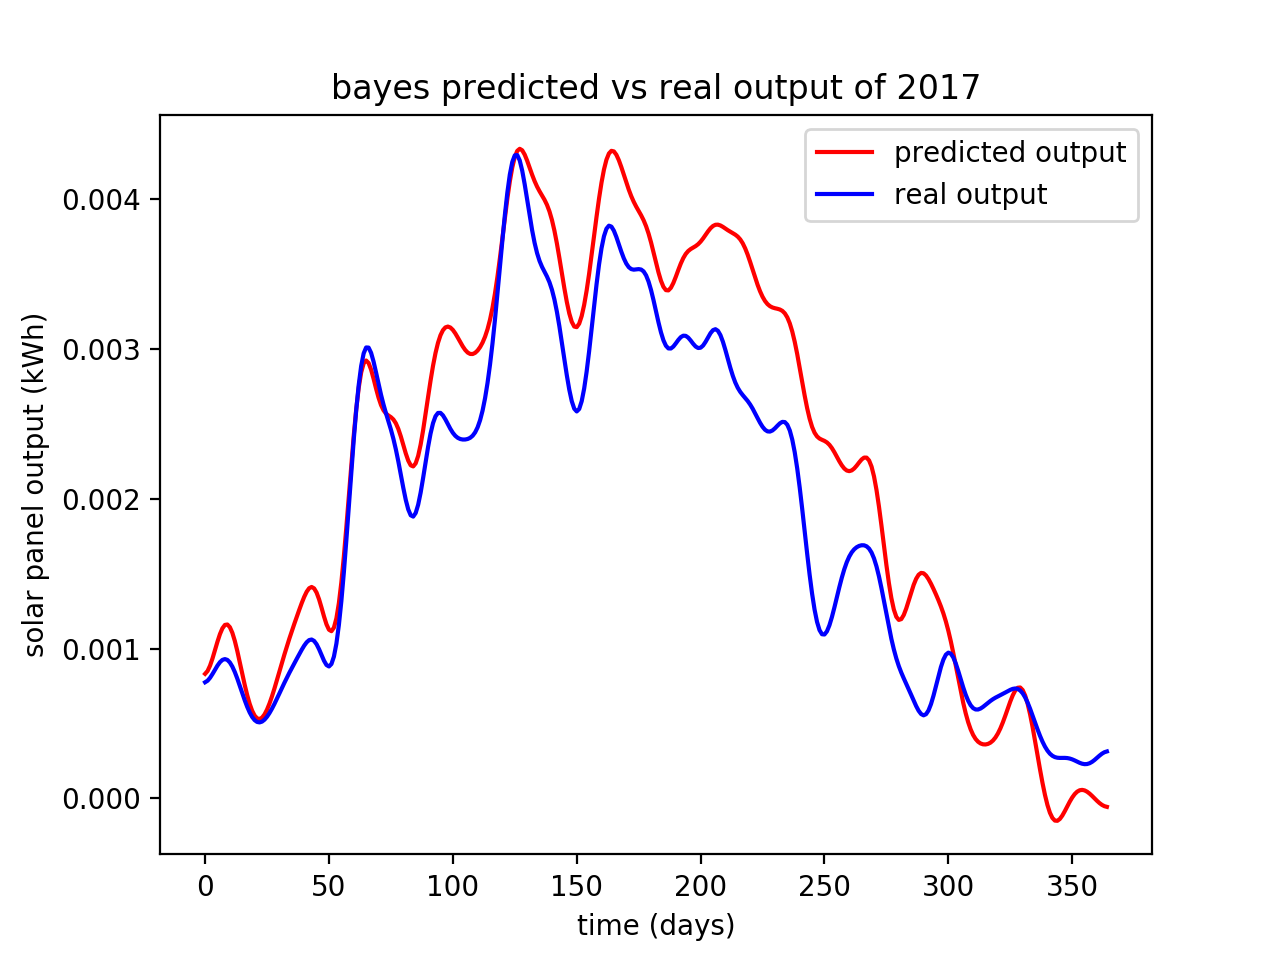 bayes predicted vs real output of 2017
predicted output
real output
solar panel output (kWh)
0.004
0.003
0.002
0.001
0.000
0 50 100 150 200 250 300 350
time (days)